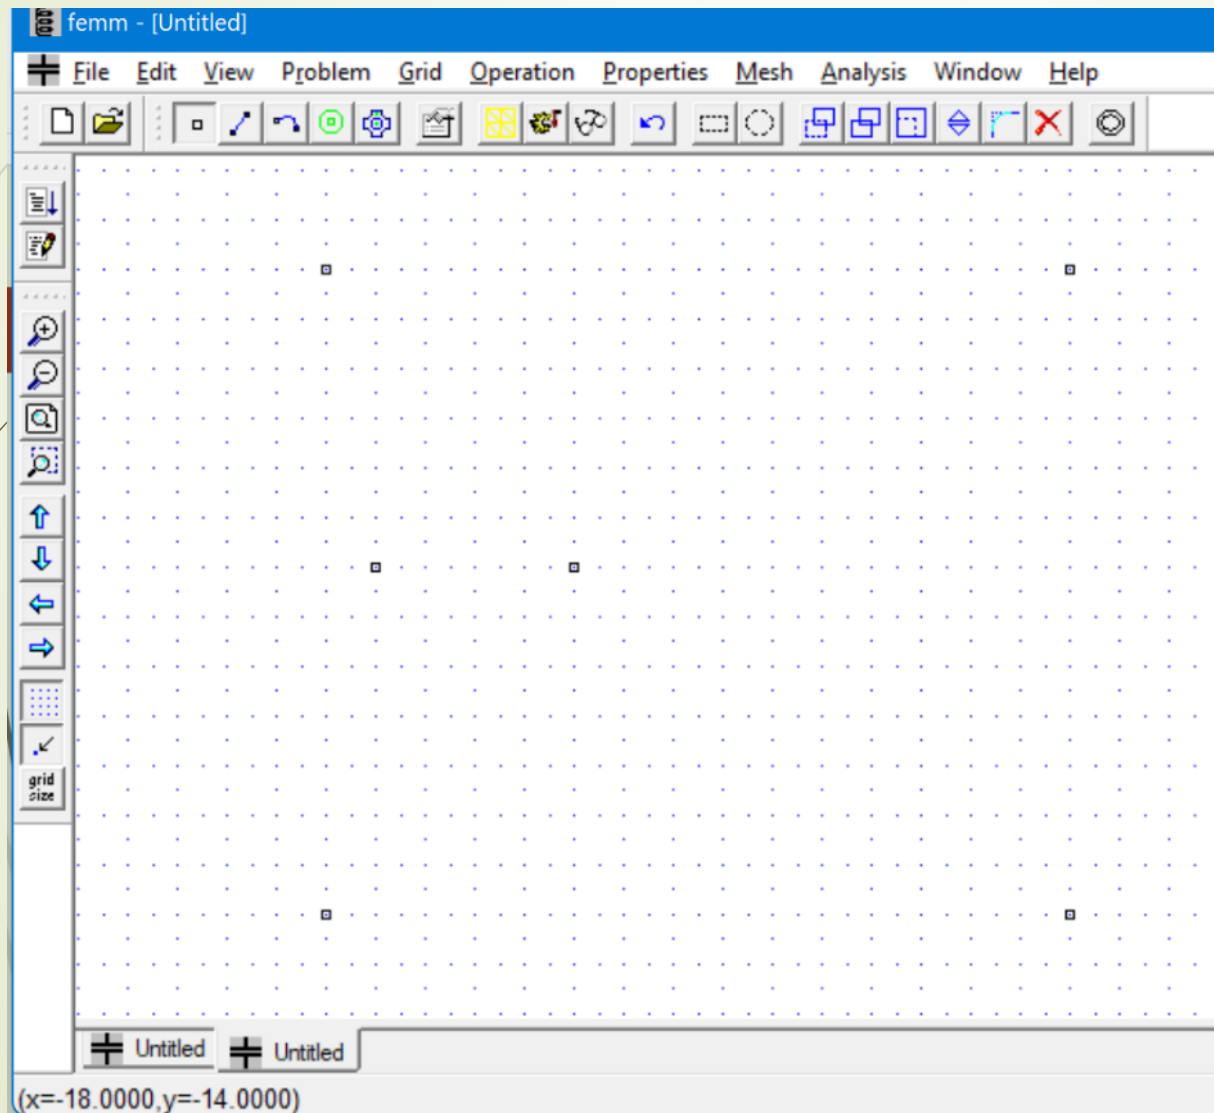 femm - [Untitled]
File Edit View Problem Grid Operation Properties Mesh Analysis Window Help
grid
size
Untitled Untitled
(x=-18.0000,y=-14.0000)